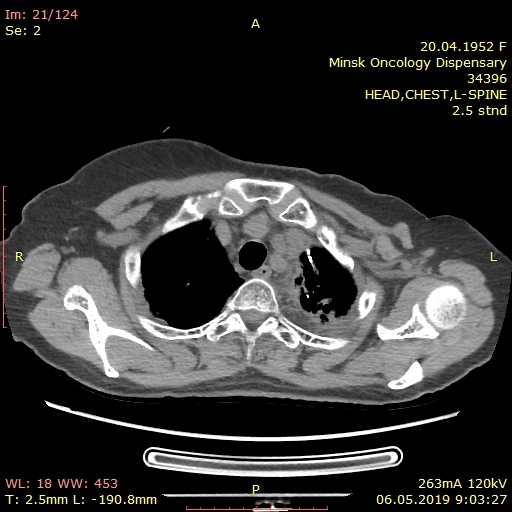 Im: 21/124
Se: 2
A
20.04.1952 F
Minsk Oncology Dispensary
34396
HEAD,CHEST,L-SPINE
2.5 stnd
R
L
WL: 18 WW: 453
T: 2.5mm L: -190.8mm
P
263mA 120kV
06.05.2019 9:03:27